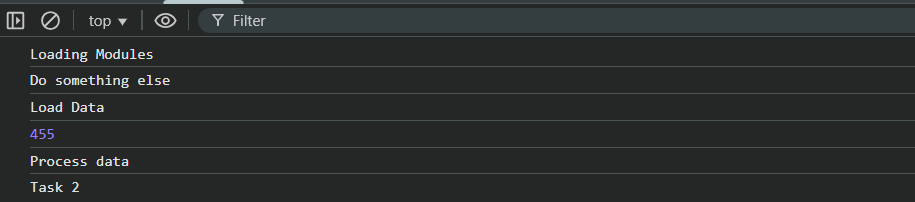 top
Filter
Loading Modules
Do something else
Load Data
455
Process data
Task 2